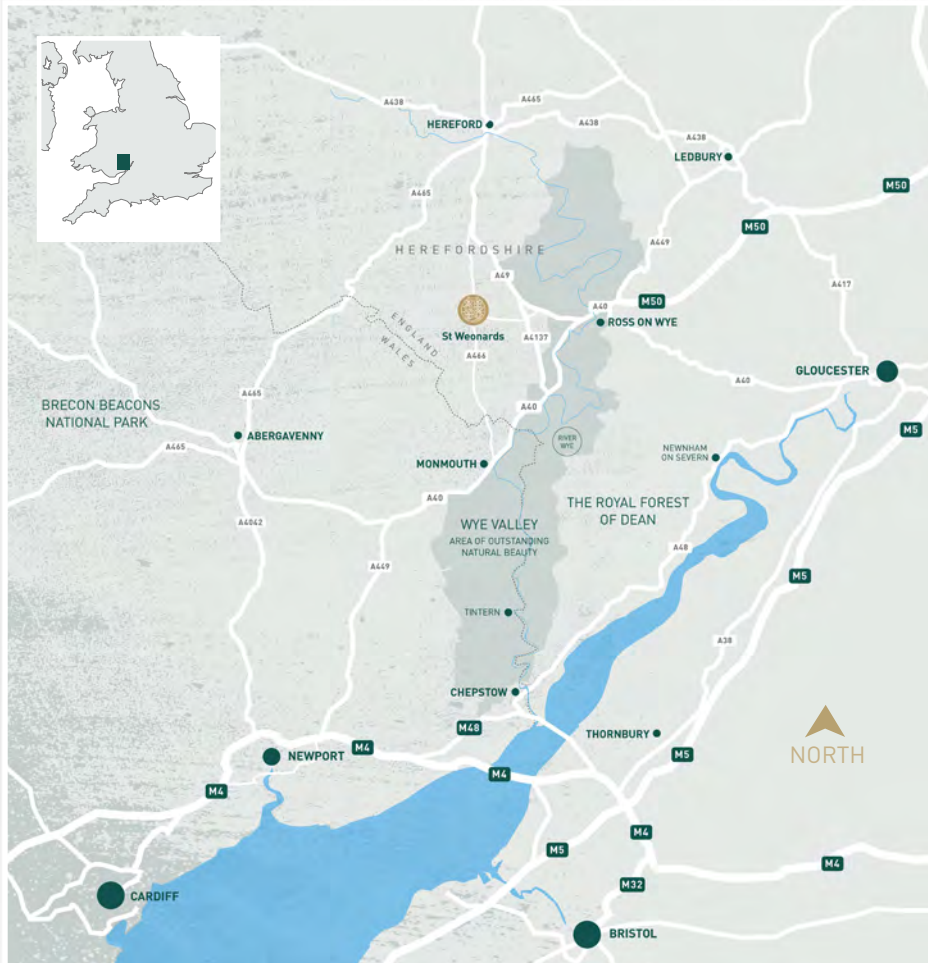 A438
A465
HEREFORD
A438
A438
LEDBURY
M50
A465
M50
HEREFORDSHIRE
A449
A49
A417
M50
A40
ROSS ON WYE
ENGLAND
WALES
St Weonards
A4137
A466
GLOUCESTER
A40
A465
BRECON BEACONS
NATIONAL PARK
A40
ABERGAVENNY
M5
RIVER
WYE
A465
NEWNHAM
ON SEVERN
MONMOUTH
A40
THE ROYAL FOREST
OF DEAN
A4042
WYE VALLEY
AREA OF OUTSTANDING
NATURAL BEAUTY
A48
A449
M5
TINTERN
A38
CHEPSTOW
M48
THORNBURY
NEWPORT
M4
M5
NORTH
M4
M4
M4
M5
M4
M32
CARDIFF
BRISTOL